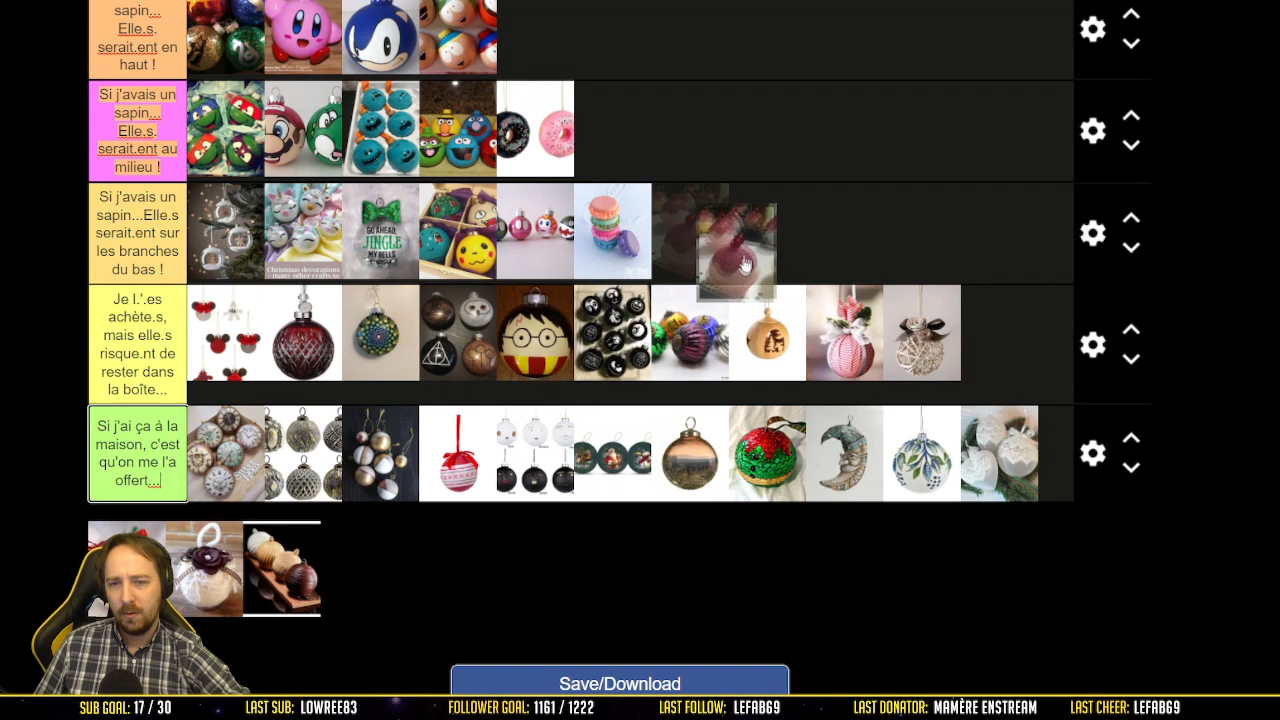 sapin...
Elle.s.
serait.ent en
haut !
Si j'avais un
sapin...
Elle.s.
serait.ent au
milieu !
Si j'avais un
sapin...Elle.s
serait.ent sur
les branches
du bas !
GO AHEAD,
JINGLE
MY BELLS
Christmas decorations
Je l.'.es
achète.s,
mais elle.s
risque.nt de
rester dans
la boîte...
Si j'ai ça à la
maison, c'est
qu'on me l'a
offert...
Save/Download
SUB GOAL: 17 / 30 LAST SUB: LOWREE83 FOLLOWER GOAL: 1161 / 1222 LAST FOLLOW: LEFAB69 LAST DONATOR: MAMÈRE ENSTREAM LAST CHEER: LEFAB69